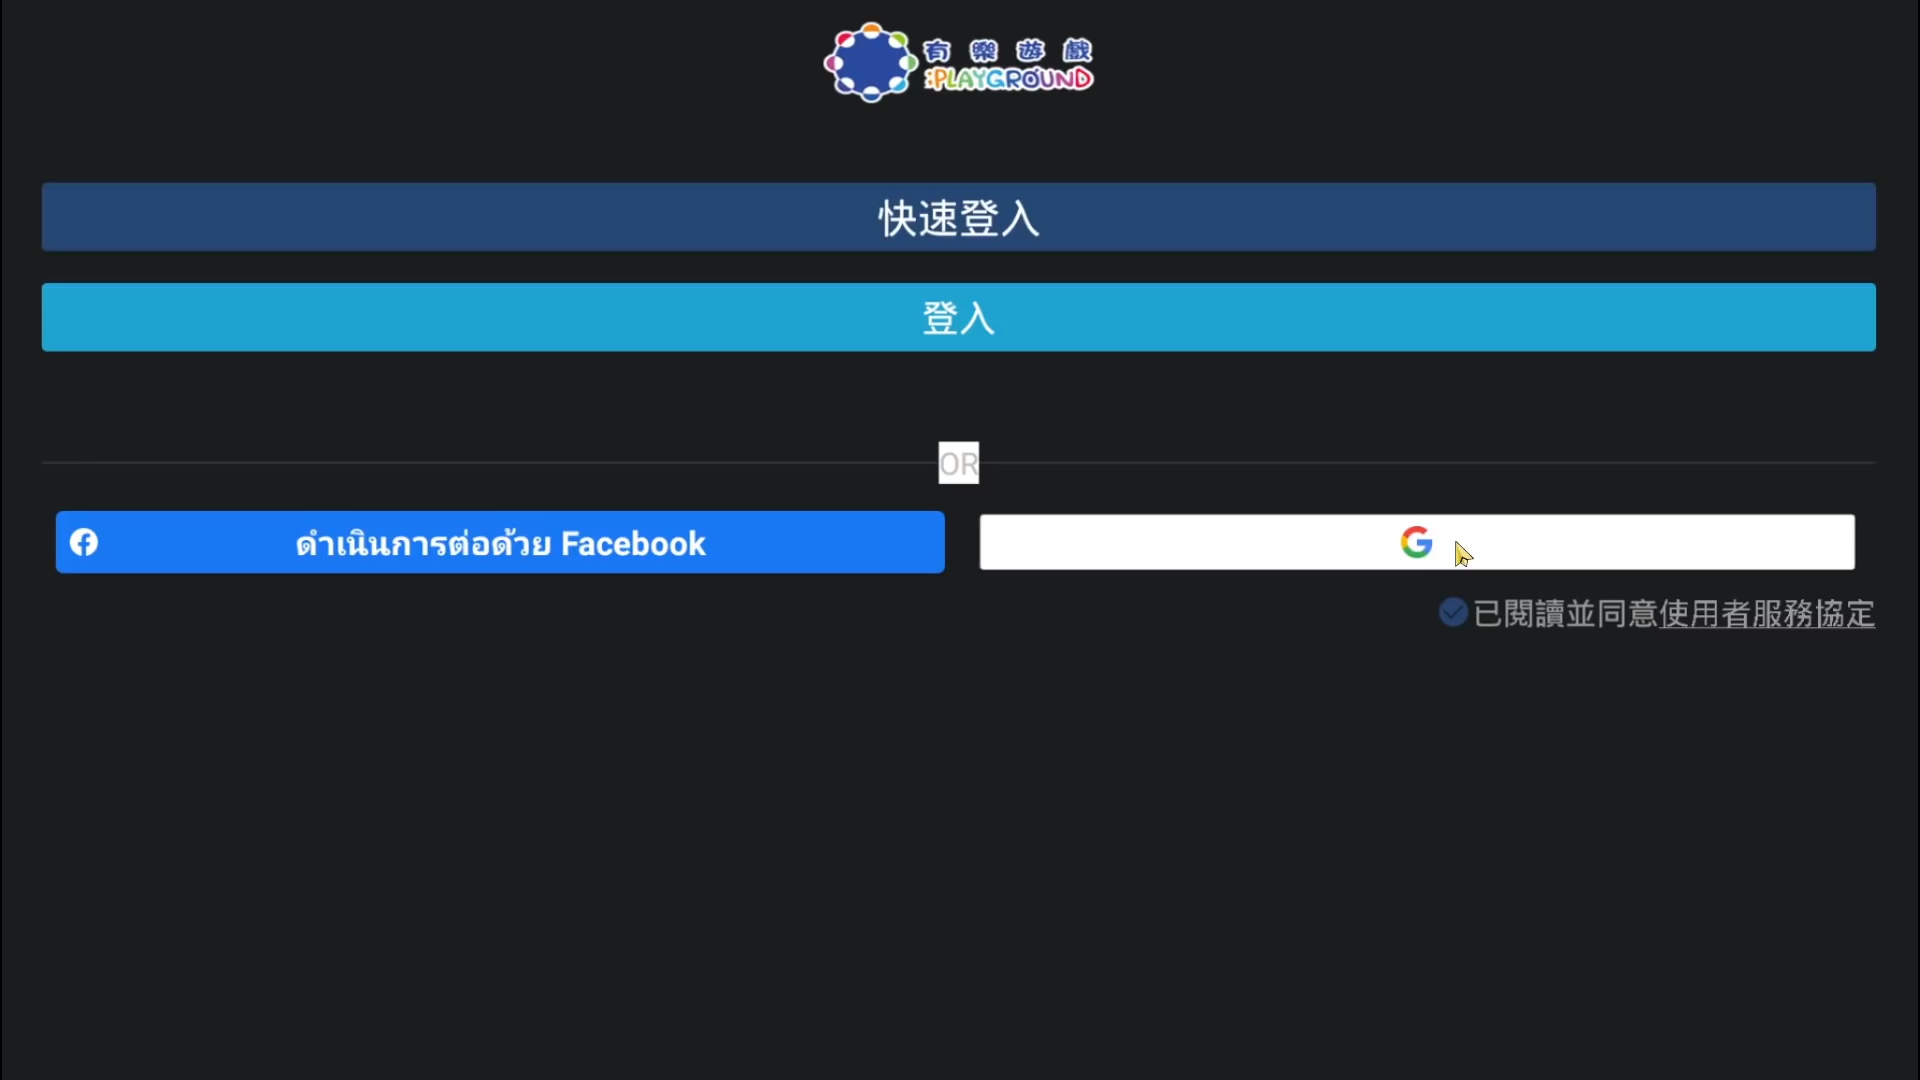 有樂遊戲
:PLAYGROUND
快速登入
登入
OR
ดำเนินการต่อด้วย Facebook
已閱讀並同意使用者服務協定